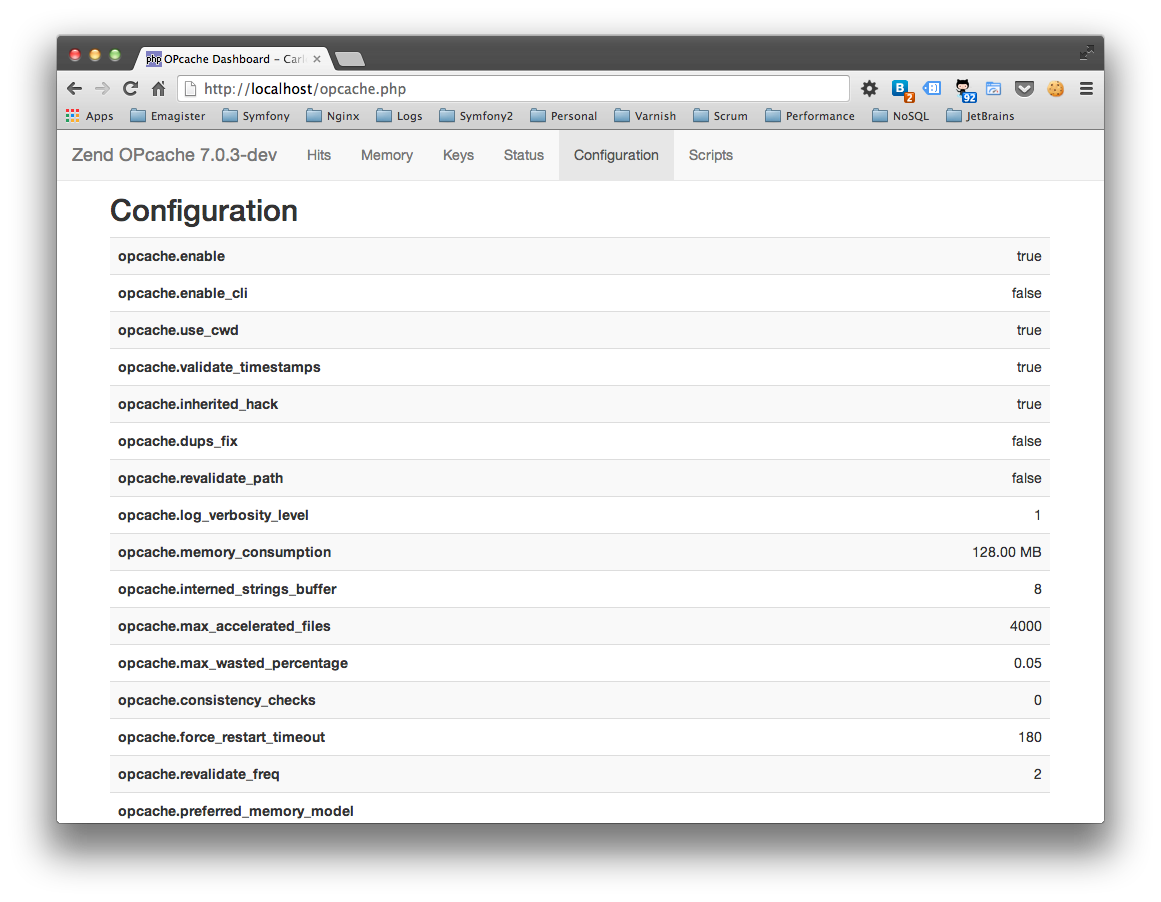 php OPcache Dashboard – Carl
http://localhost/opcache.php
B 2 92
Apps Emagister Symfony Nginx Logs Symfony2 Personal Varnish Scrum Performance NoSQL JetBrains
Zend OPcache 7.0.3-dev Hits Memory Keys Status Configuration Scripts
Configuration
opcache.enable true
opcache.enable_cli false
opcache.use_cwd true
opcache.validate_timestamps true
opcache.inherited_hack true
opcache.dups_fix false
opcache.revalidate_path false
opcache.log_verbosity_level 1
opcache.memory_consumption 128.00 MB
opcache.interned_strings_buffer 8
opcache.max_accelerated_files 4000
opcache.max_wasted_percentage 0.05
opcache.consistency_checks 0
opcache.force_restart_timeout 180
opcache.revalidate_freq 2
opcache.preferred_memory_model